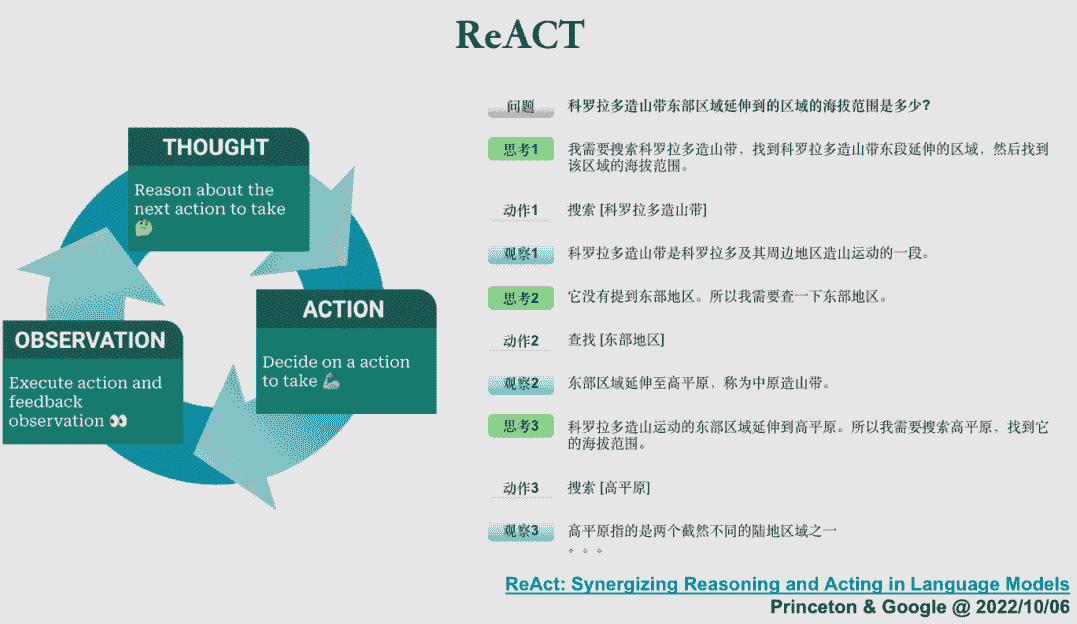 ReACT
THOUGHT
Reason about the
next action to take
🤔
ACTION
Decide on a action
to take 🦾
OBSERVATION
Execute action and
feedback
observation 👀
问题 科罗拉多造山带东部区域延伸到的区域的海拔范围是多少?
思考1 我需要搜索科罗拉多造山带，找到科罗拉多造山带东段延伸的区域，然后找到
该区域的海拔范围。
动作1 搜索 [科罗拉多造山带]
观察1 科罗拉多造山带是科罗拉多及其周边地区造山运动的一段。
思考2 它没有提到东部地区。所以我需要查一下东部地区。
动作2 查找 [东部地区]
观察2 东部区域延伸至高平原，称为中原造山带。
思考3 科罗拉多造山运动的东部区域延伸到高平原。所以我需要搜索高平原，找到它
的海拔范围。
动作3 搜索 [高平原]
观察3 高平原指的是两个截然不同的陆地区域之一
。。。
ReAct: Synergizing Reasoning and Acting in Language Models
Princeton & Google @ 2022/10/06